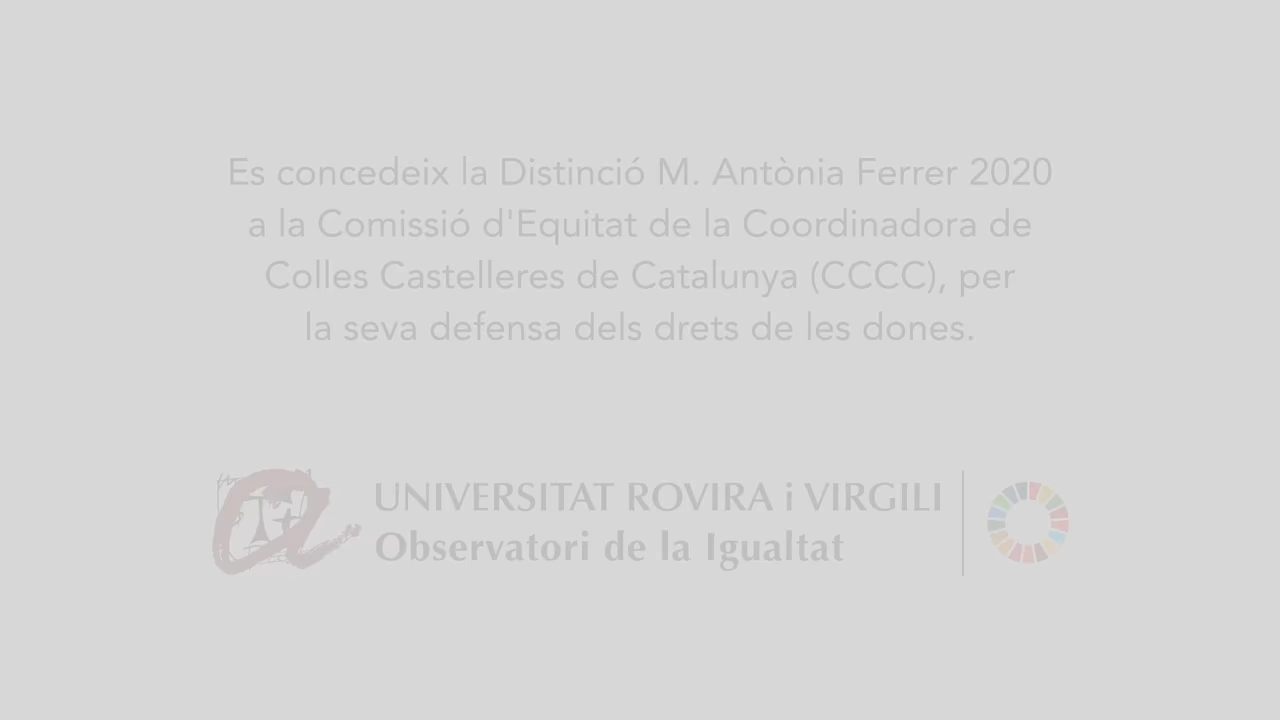 Es concedeix la Distinció M. Antònia Ferrer 2020
a la Comissió d'Equitat de la Coordinadora de
Colles Castelleres de Catalunya (CCCC), per
la seva defensa dels drets de les dones.
UNIVERSITAT ROVIRA i VIRGILI
Observatori de la Igualtat